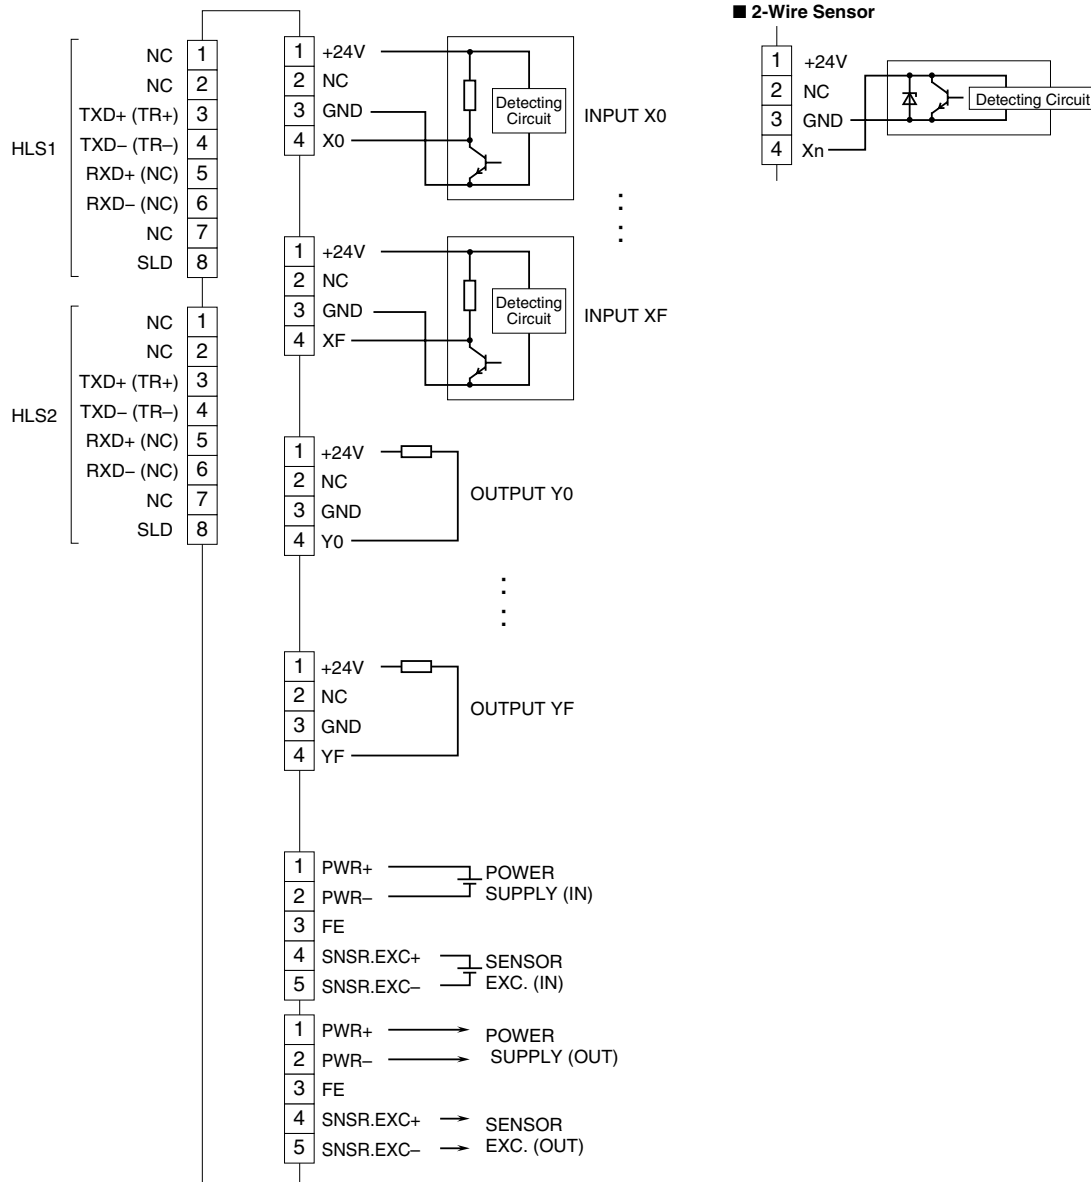 HLS1
NC 1
NC 2
TXD+ (TR+) 3
TXD– (TR–) 4
RXD+ (NC) 5
RXD– (NC) 6
NC 7
SLD 8
HLS2
NC 1
NC 2
TXD+ (TR+) 3
TXD– (TR–) 4
RXD+ (NC) 5
RXD– (NC) 6
NC 7
SLD 8
1 +24V
2 NC
3 GND
4 X0
Detecting
Circuit
INPUT X0
1 +24V
2 NC
3 GND
4 XF
Detecting
Circuit
INPUT XF
1 +24V
2 NC
3 GND
4 Y0
OUTPUT Y0
1 +24V
2 NC
3 GND
4 YF
OUTPUT YF
1 PWR+
2 PWR–
3 FE
4 SNSR.EXC+
5 SNSR.EXC–
POWER
SUPPLY (IN)
SENSOR
EXC. (IN)
1 PWR+
2 PWR–
3 FE
4 SNSR.EXC+
5 SNSR.EXC–
POWER
SUPPLY (OUT)
SENSOR
EXC. (OUT)
■ 2-Wire Sensor
1 +24V
2 NC
3 GND
4 Xn
Detecting Circuit